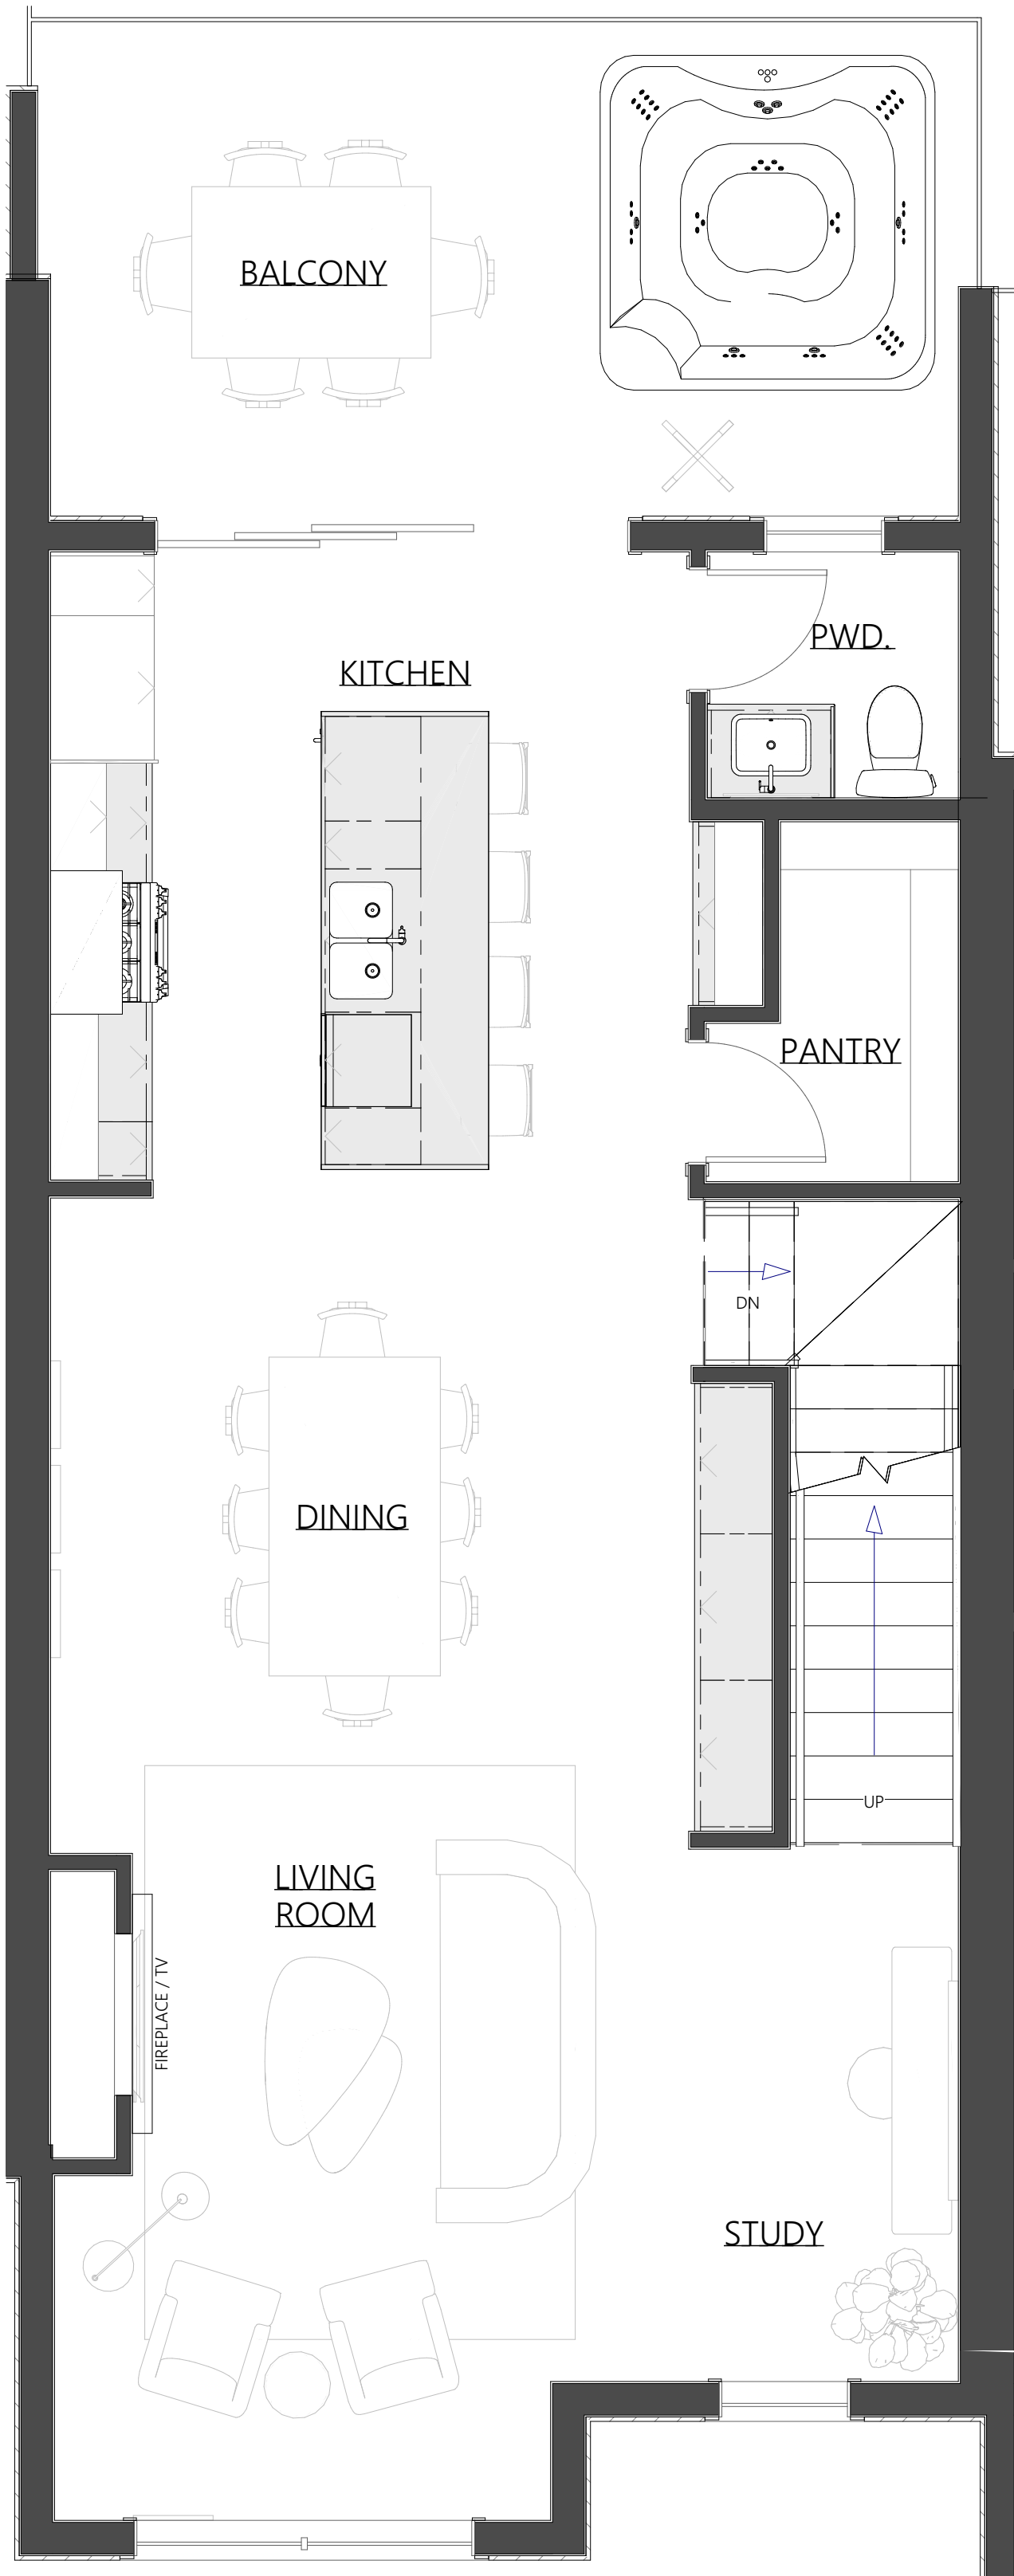 BALCONY
PWD.
KITCHEN
PANTRY
DN
DINING
UP
LIVING
ROOM
FIREPLACE / TV
STUDY